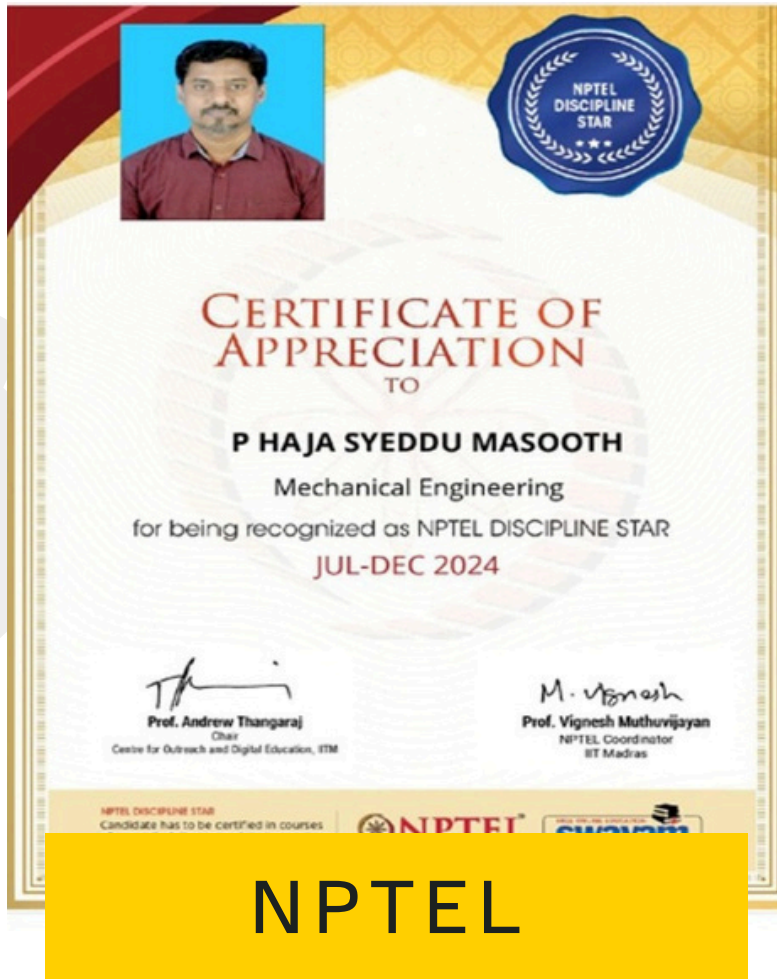 NPTEL
DISCIPLINE
STAR
CERTIFICATE OF
APPRECIATION
TO
P HAJA SYEDDU MASOOTH
Mechanical Engineering
for being recognized as NPTEL DISCIPLINE STAR
JUL-DEC 2024
M. Vignesh
Prof. Andrew Thangaraj
Chair
Centre for Outreach and Digital Education, IITM
Prof. Vignesh Muthuvijayan
NPTEL Coordinator
IIT Madras
NPTEL DISCIPLINE STAR
Candidate has to be certified in courses
NPTEL
swayam
NPTEL